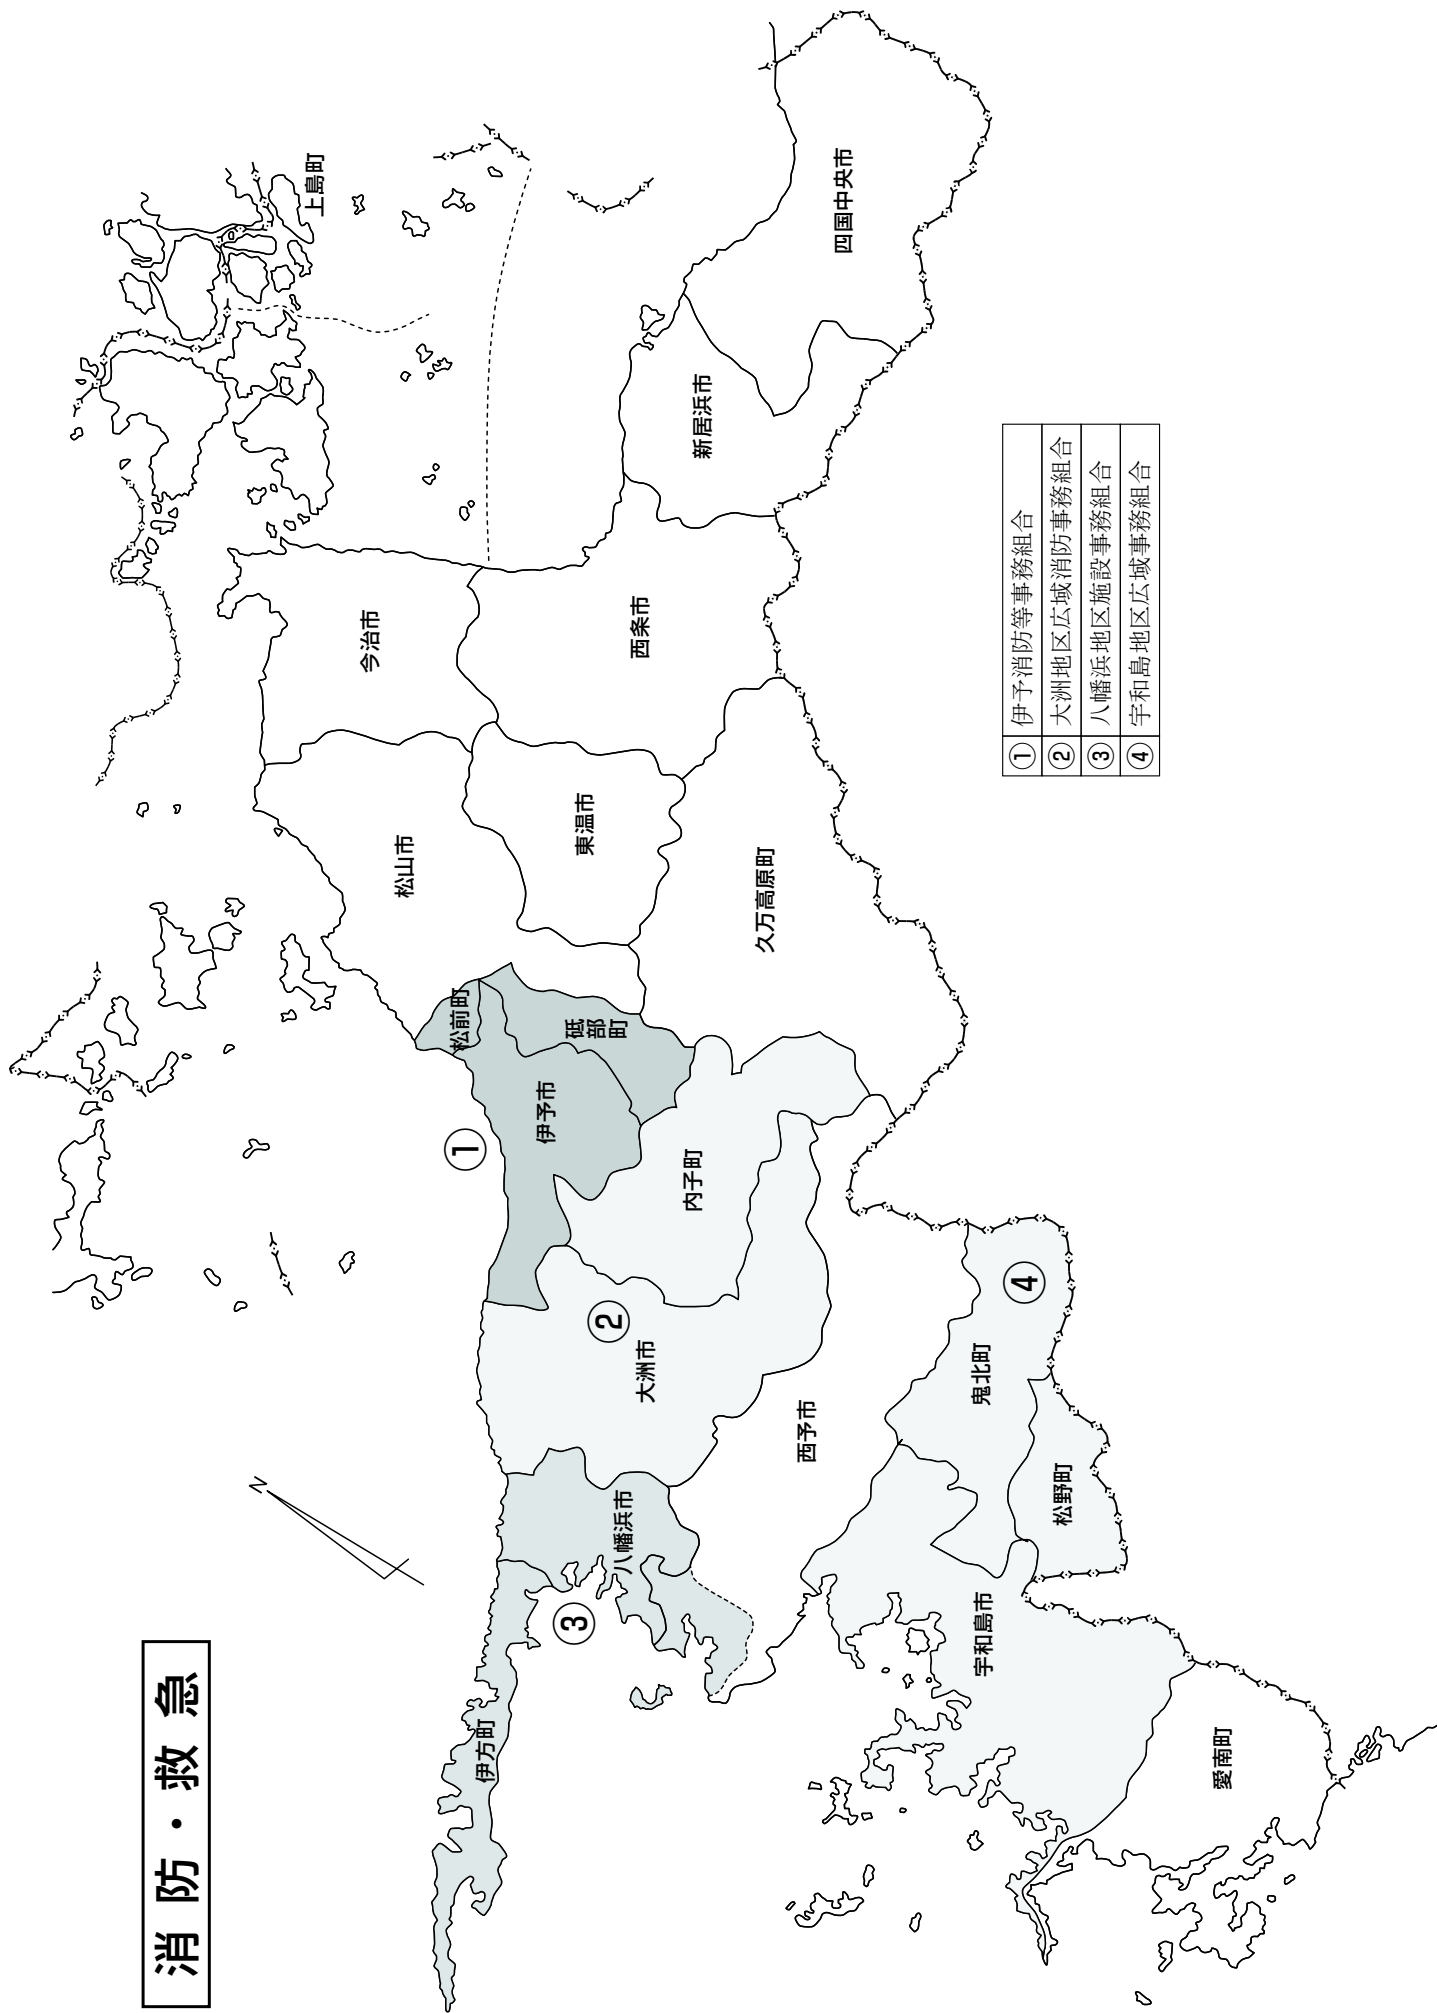 消防・救急
上島町
四国中央市
新居浜市
今治市
西条市
松山市
東温市
久万高原町
松前町
砥部町
伊予市
①
内子町
②
大洲市
④
鬼北町
西予市
松野町
八幡浜市
③
伊方町
宇和島市
愛南町
N
① 伊予消防等事務組合
② 大洲地区広域消防事務組合
③ 八幡浜地区施設事務組合
④ 宇和島地区広域事務組合